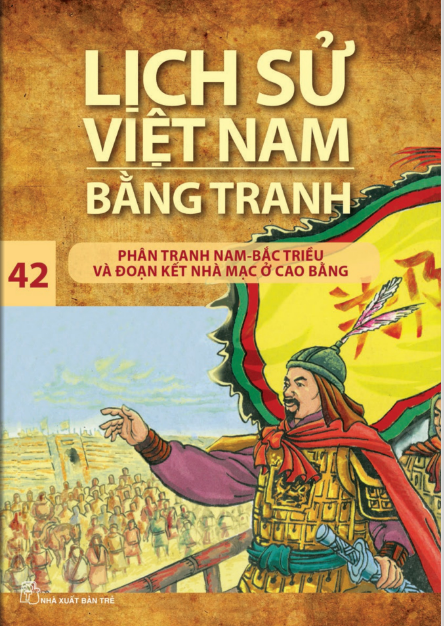 LỊCH SỬ
VIỆT NAM
BẰNG TRANH
42
PHÂN TRANH NAM-BẮC TRIỀU
VÀ ĐOẠN KẾT NHÀ MẠC Ở CAO BẰNG
NHÀ XUẤT BẢN TRẺ